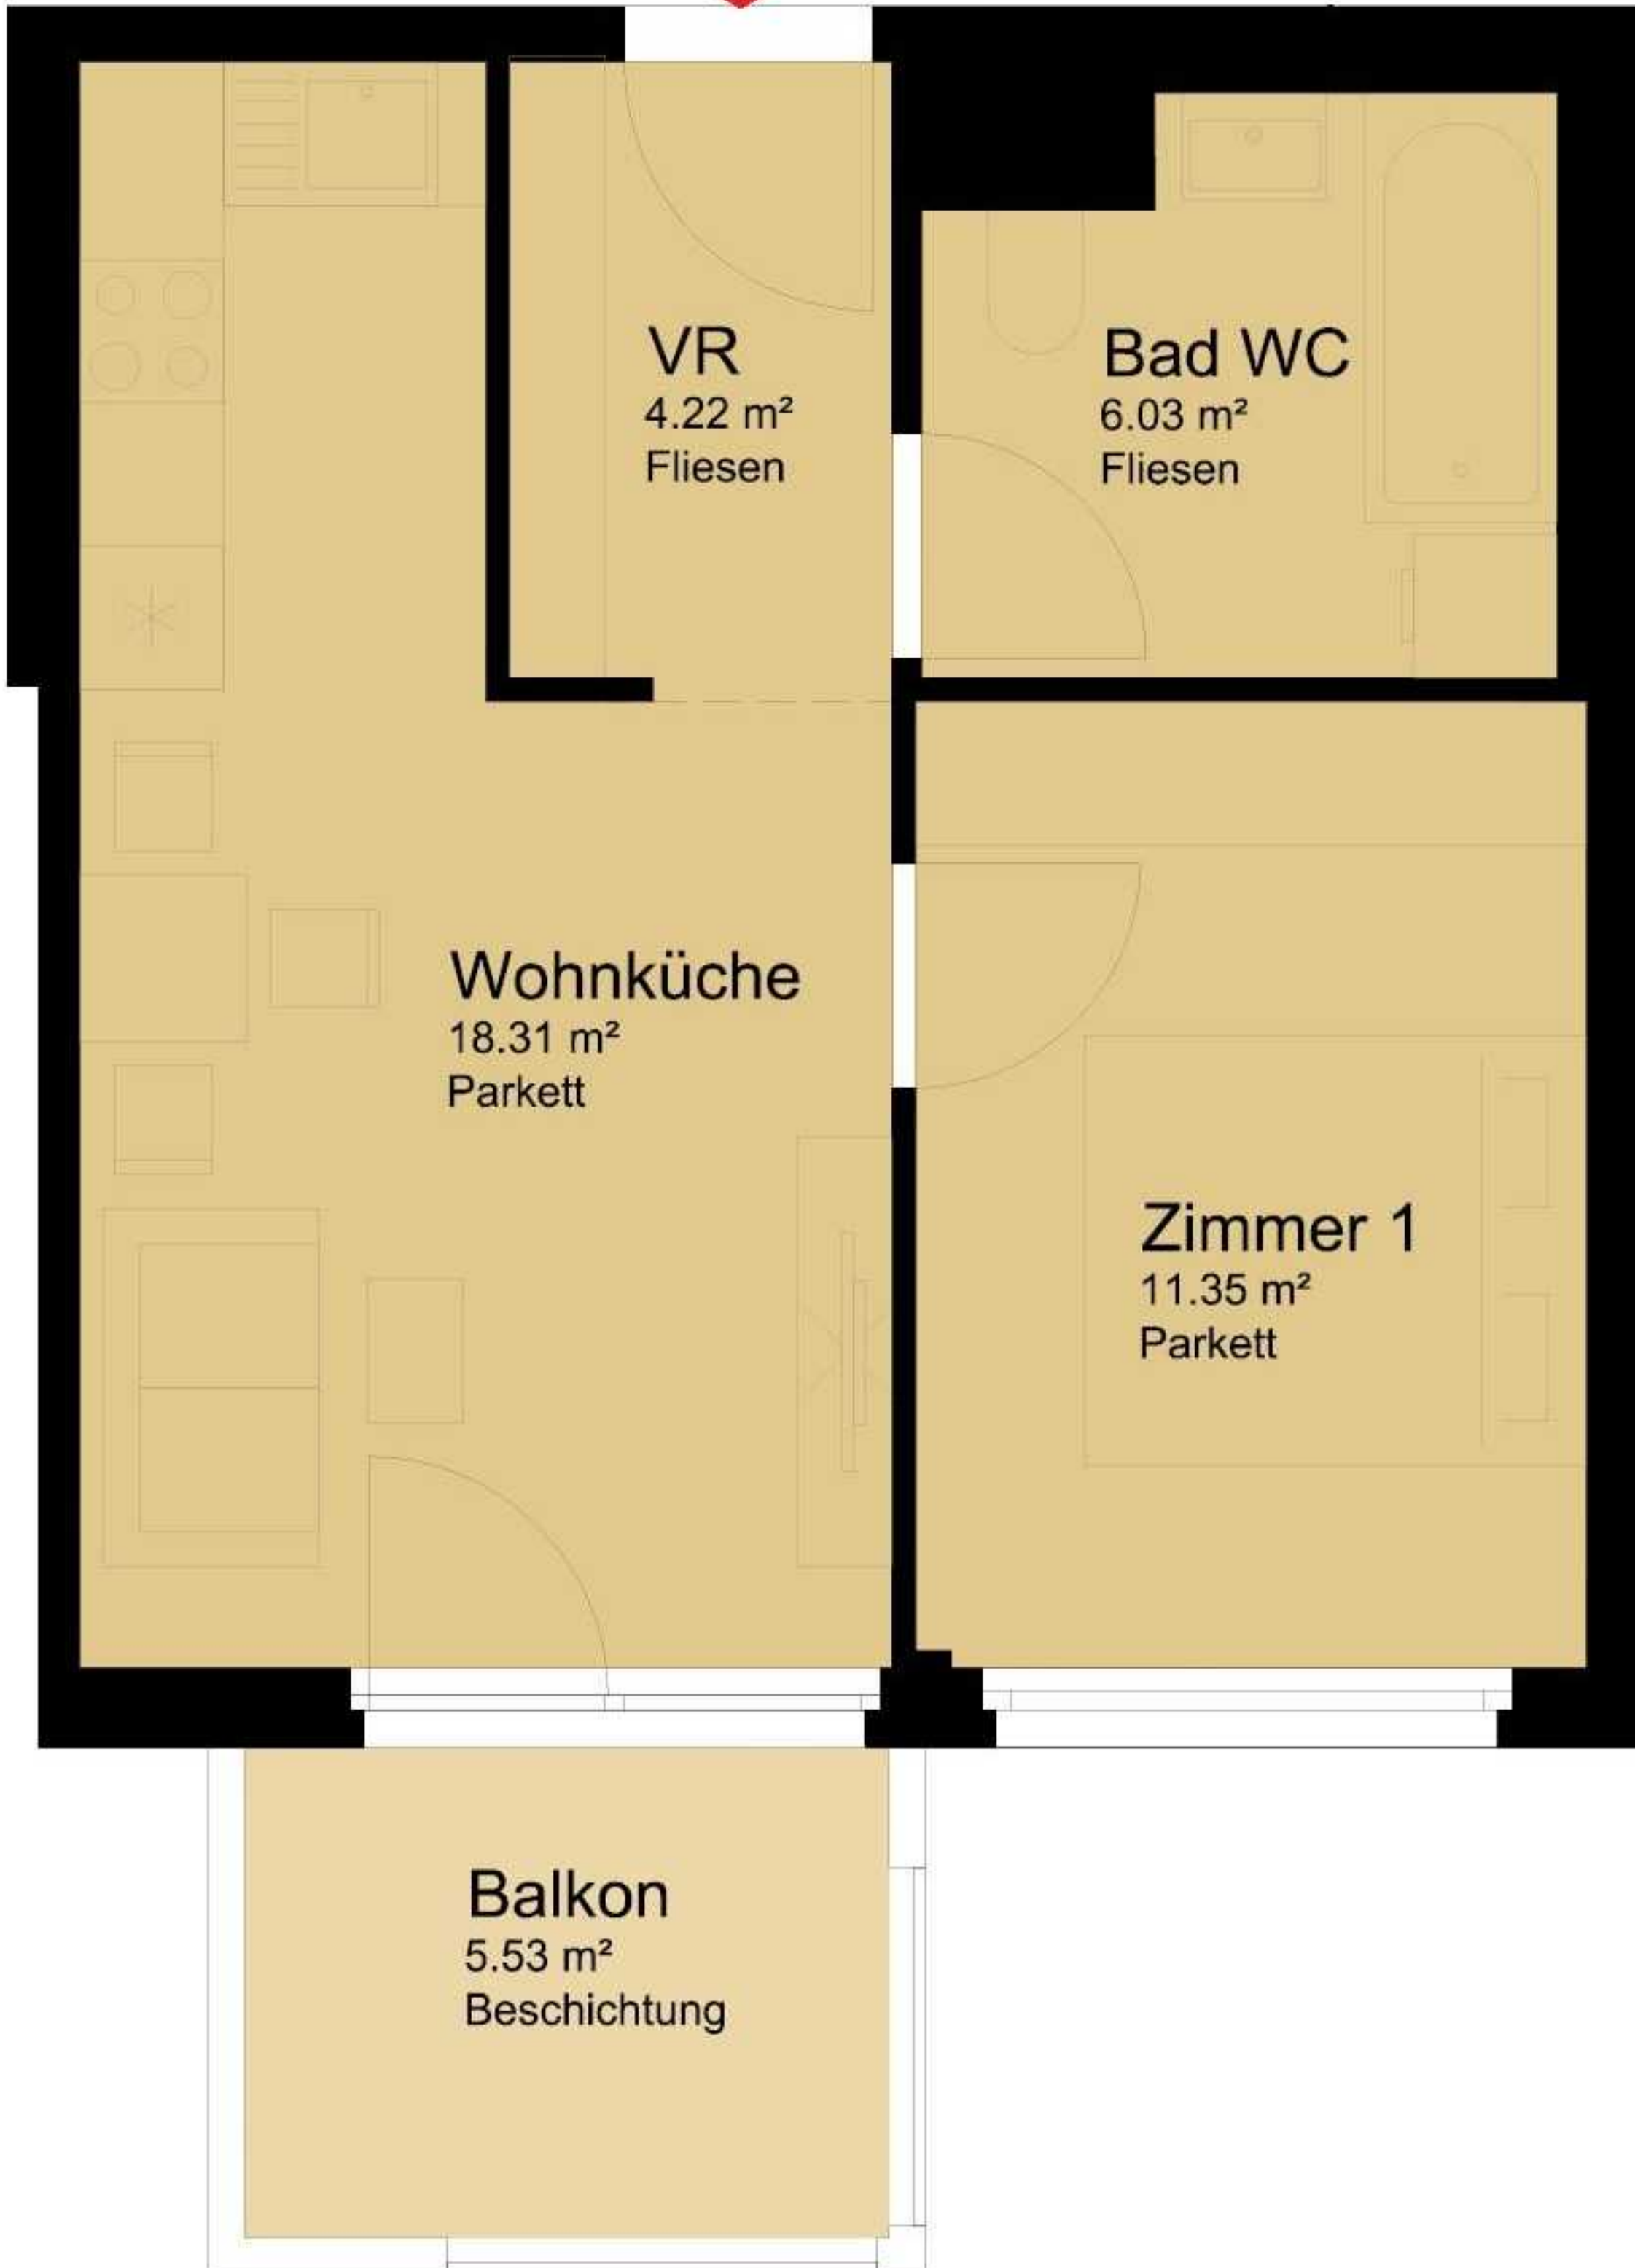 VR
4.22 m²
Fliesen
Bad WC
6.03 m²
Fliesen
Wohnküche
18.31 m²
Parkett
Zimmer 1
11.35 m²
Parkett
Balkon
5.53 m²
Beschichtung